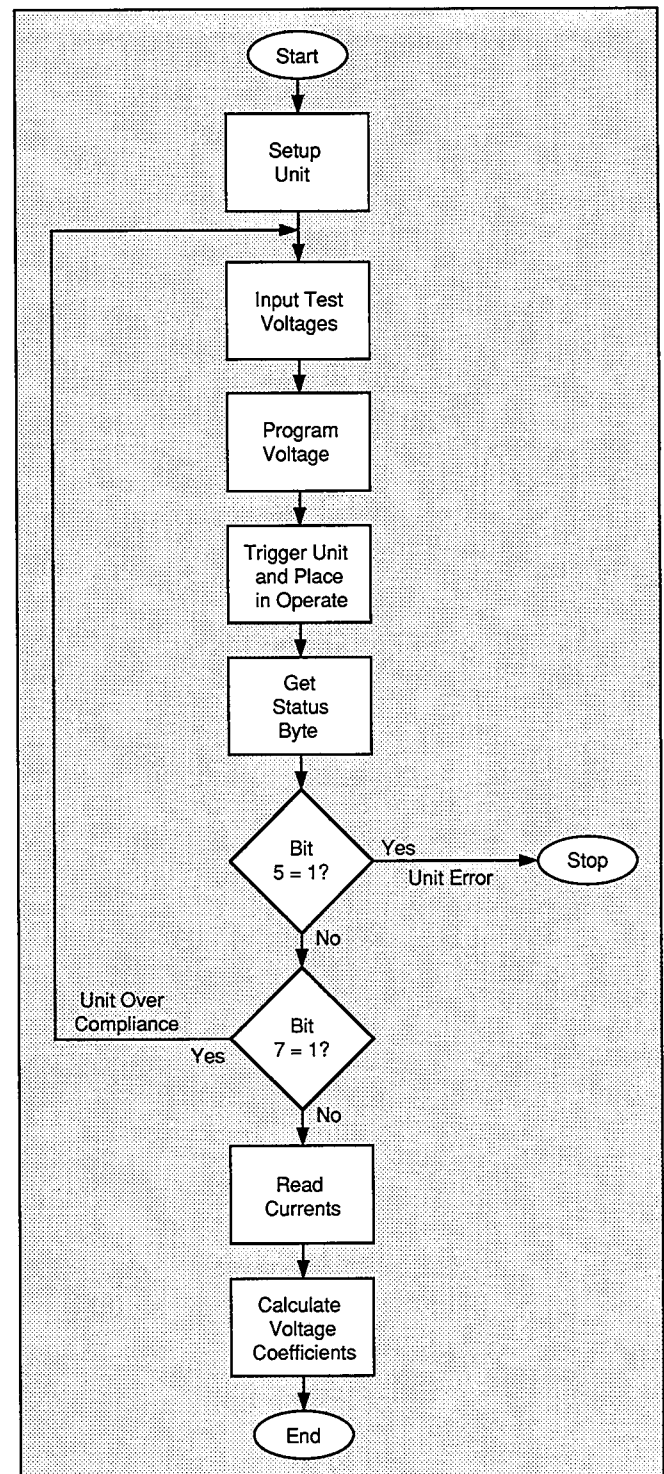 Start
Setup
Unit
Input Test
Voltages
Program
Voltage
Trigger Unit
and Place
in Operate
Get
Status
Byte
Bit
5 = 1?
Yes
Unit Error
Stop
No
Unit Over
Compliance
Yes
Bit
7 = 1?
No
Read
Currents
Calculate
Voltage
Coefficients
End